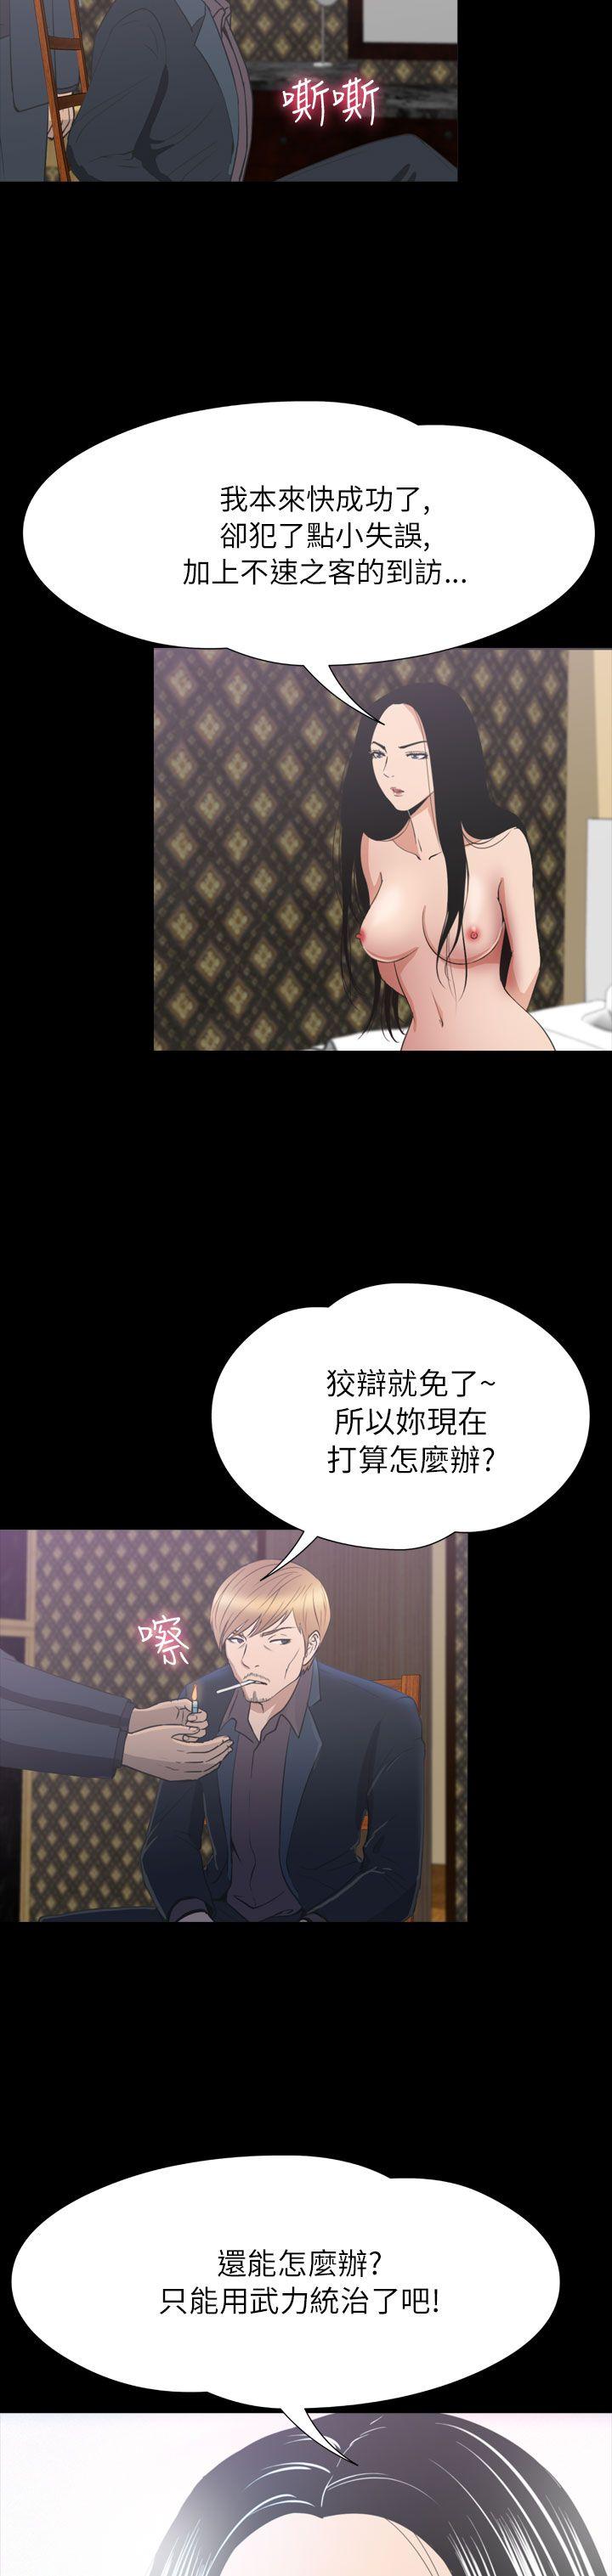 嘶嘶
我本來快成功了,
卻犯了點小失誤,
加上不速之客的到訪...
狡辯就免了~
所以妳現在
打算怎麼辦?
嚓
還能怎麼辦?
只能用武力統治了吧!